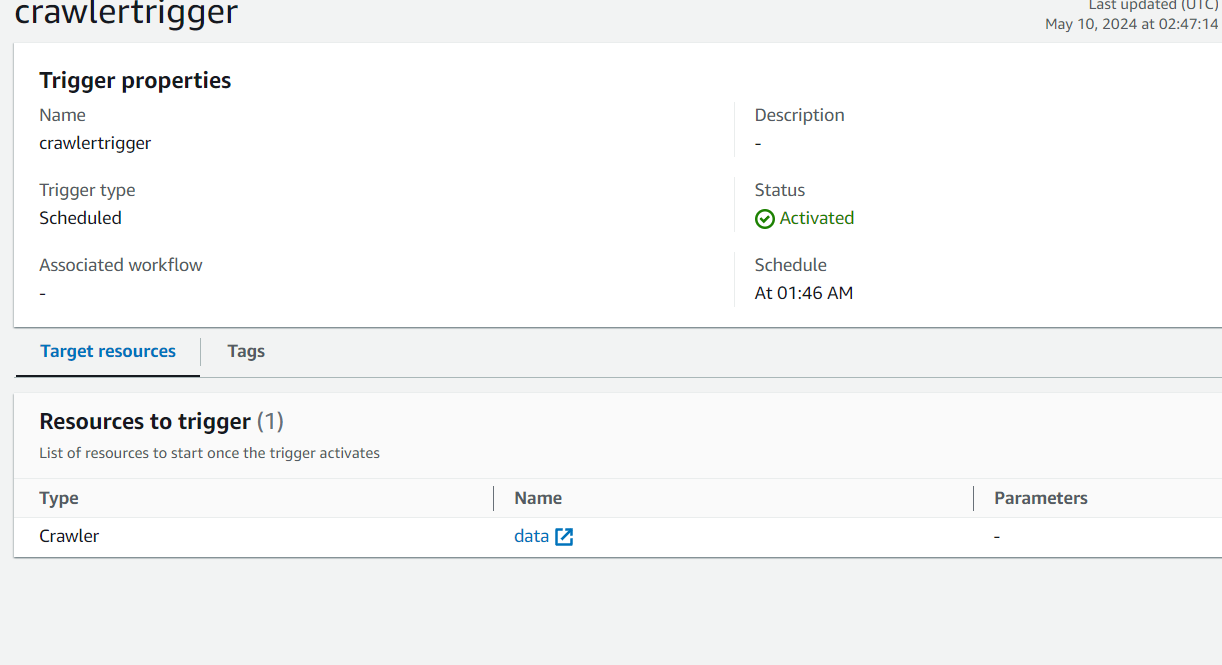 crawlertrigger
Last updated (UTC)
May 10, 2024 at 02:47:14
Trigger properties
Name
crawlertrigger
Description
-
Trigger type
Scheduled
Status
Activated
Associated workflow
-
Schedule
At 01:46 AM
Target resources
Tags
Resources to trigger (1)
List of resources to start once the trigger activates
Type
Name
Parameters
Crawler
data
-